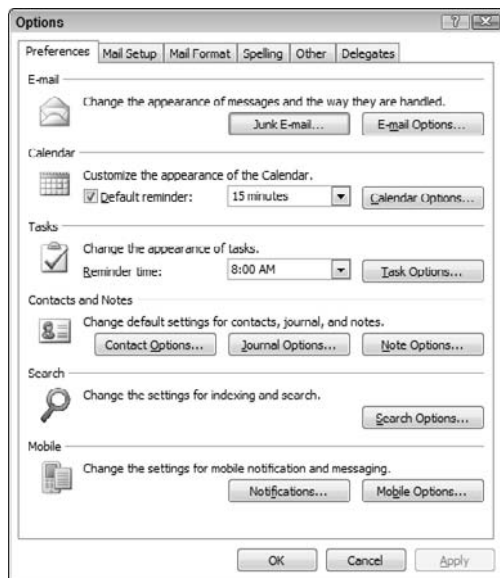 Options
Preferences Mail Setup Mail Format Spelling Other Delegates
E-mail
Change the appearance of messages and the way they are handled.
Junk E-mail... E-mail Options...
Calendar
Customize the appearance of the Calendar.
Default reminder: 15 minutes Calendar Options...
Tasks
Change the appearance of tasks.
Reminder time: 8:00 AM Task Options...
Contacts and Notes
Change default settings for contacts, journal, and notes.
Contact Options... Journal Options... Note Options...
Search
Change the settings for indexing and search.
Search Options...
Mobile
Change the settings for mobile notification and messaging.
Notifications... Mobile Options...
OK Cancel Apply